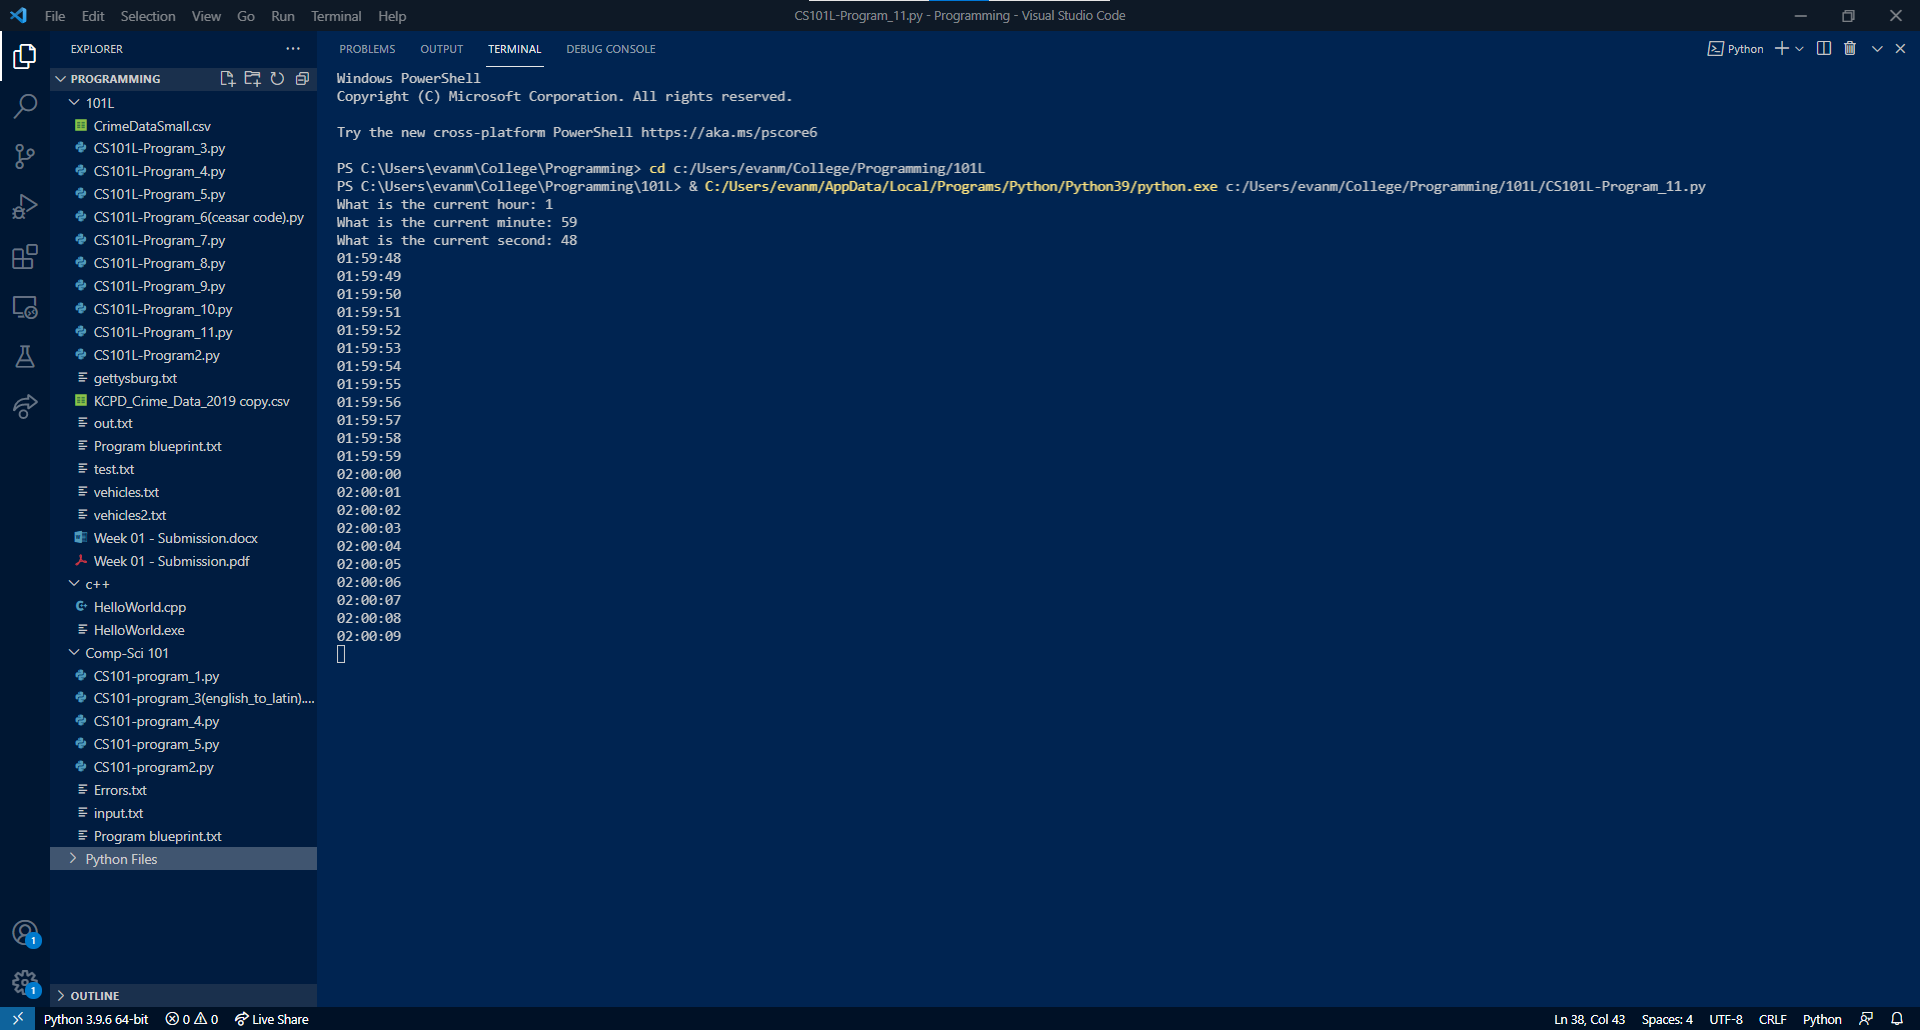 File Edit Selection View Go Run Terminal Help
CS101L-Program_11.py - Programming - Visual Studio Code
EXPLORER
PROGRAMMING
101L
CrimeDataSmall.csv
CS101L-Program_3.py
CS101L-Program_4.py
CS101L-Program_5.py
CS101L-Program_6(ceasar code).py
CS101L-Program_7.py
CS101L-Program_8.py
CS101L-Program_9.py
CS101L-Program_10.py
CS101L-Program_11.py
CS101L-Program2.py
gettysburg.txt
KCPD_Crime_Data_2019 copy.csv
out.txt
Program blueprint.txt
test.txt
vehicles.txt
vehicles2.txt
Week 01 - Submission.docx
Week 01 - Submission.pdf
c++
HelloWorld.cpp
HelloWorld.exe
Comp-Sci 101
CS101-program_1.py
CS101-program_3(english_to_latin)....
CS101-program_4.py
CS101-program_5.py
CS101-program2.py
Errors.txt
input.txt
Program blueprint.txt
Python Files
OUTLINE
1
1
PROBLEMS OUTPUT TERMINAL DEBUG CONSOLE
Python
Windows PowerShell
Copyright (C) Microsoft Corporation. All rights reserved.
Try the new cross-platform PowerShell https://aka.ms/pscore6
PS C:\Users\evanm\College\Programming> cd c:/Users/evanm/College/Programming/101L
PS C:\Users\evanm\College\Programming\101L> & C:/Users/evanm/AppData/Local/Programs/Python/Python39/python.exe c:/Users/evanm/College/Programming/101L/CS101L-Program_11.py
What is the current hour: 1
What is the current minute: 59
What is the current second: 48
01:59:48
01:59:49
01:59:50
01:59:51
01:59:52
01:59:53
01:59:54
01:59:55
01:59:56
01:59:57
01:59:58
01:59:59
02:00:00
02:00:01
02:00:02
02:00:03
02:00:04
02:00:05
02:00:06
02:00:07
02:00:08
02:00:09
Python 3.9.6 64-bit 0 0 Live Share
Ln 38, Col 43 Spaces: 4 UTF-8 CRLF Python